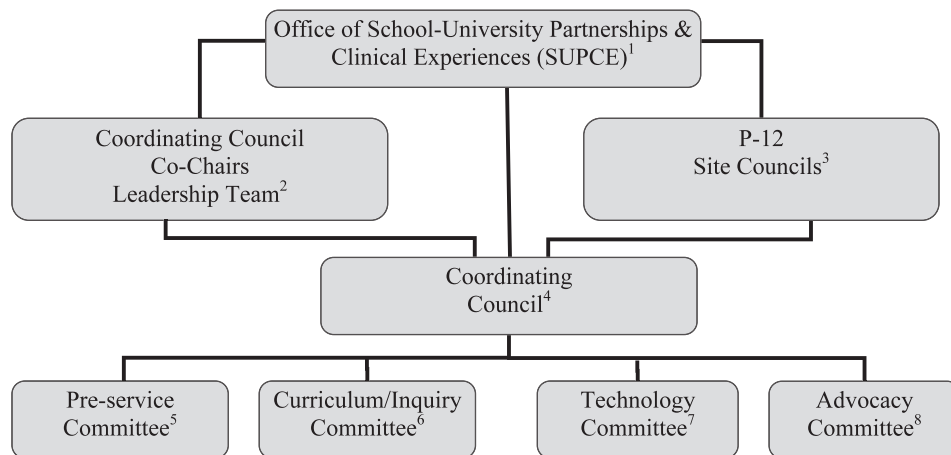 Office of School-University Partnerships &
Clinical Experiences (SUPCE)¹
Coordinating Council
Co-Chairs
Leadership Team²
P-12
Site Councils³
Coordinating
Council⁴
Pre-service
Committee⁵
Curriculum/Inquiry
Committee⁶
Technology
Committee⁷
Advocacy
Committee⁸